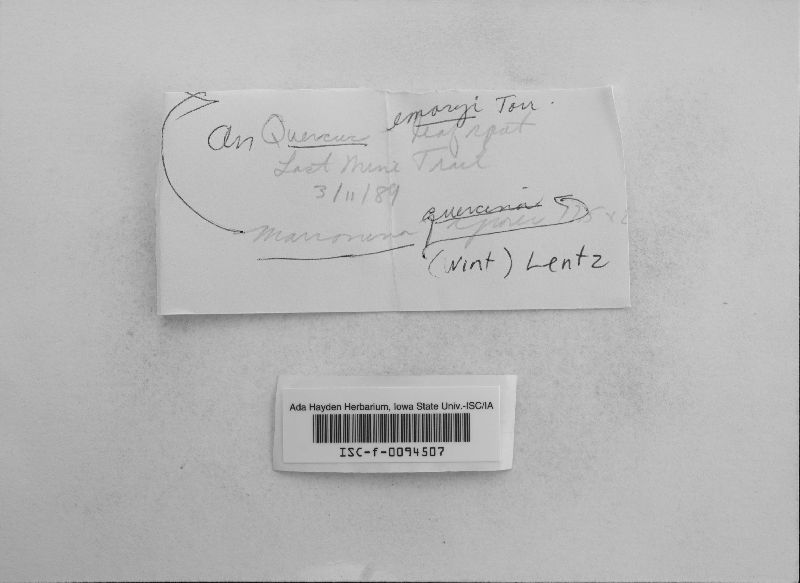 on Quercus emoryi Torr.
leaf spot
Lost Mine Trail
3/11/89
Marssonina quercina
spores
(Wint) Lentz
Ada Hayden Herbarium, Iowa State Univ.-ISC/IA
ISC-f-0094507